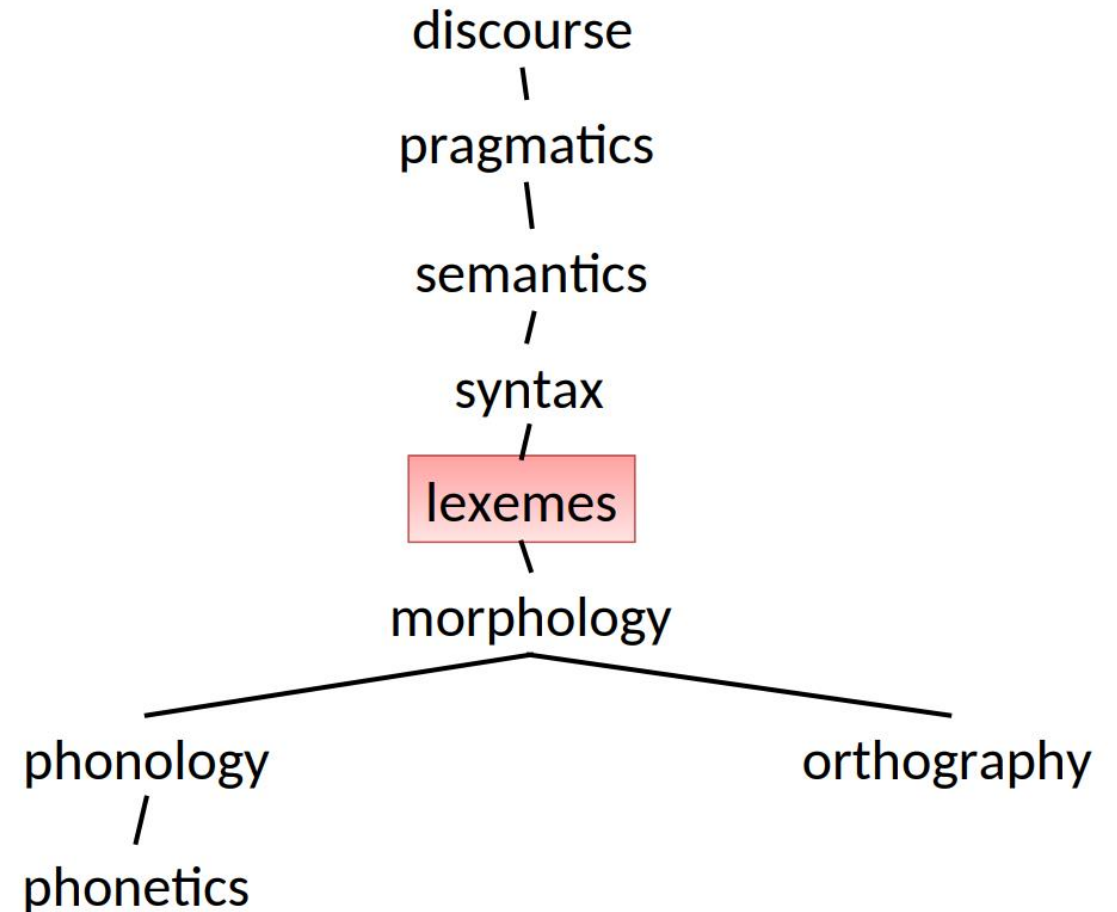 discourse
pragmatics
semantics
syntax
lexemes
morphology
phonology
orthography
phonetics